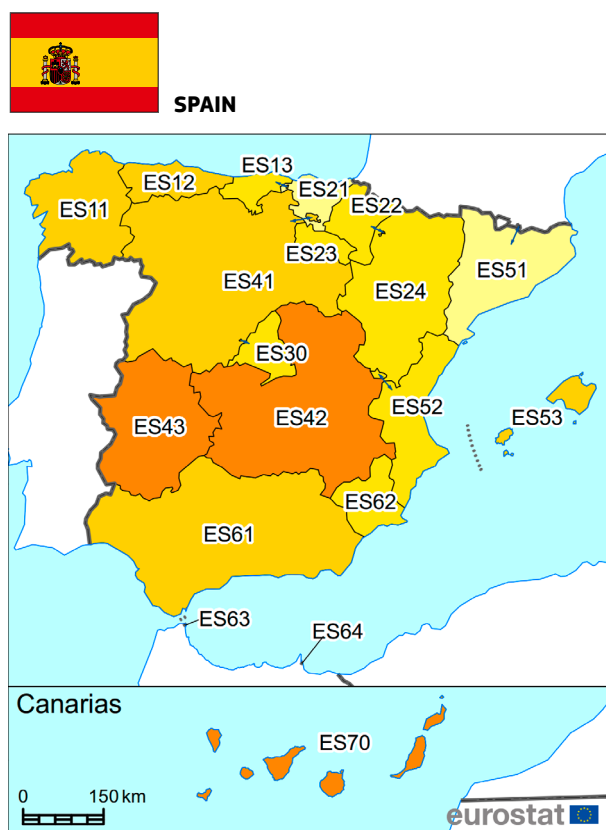 SPAIN
ES13
ES12
ES21
ES11
ES22
ES23
ES51
ES41
ES24
ES30
ES52
ES53
ES43
ES42
ES62
ES61
ES63
ES64
Canarias
ES70
0 150 km
eurostat